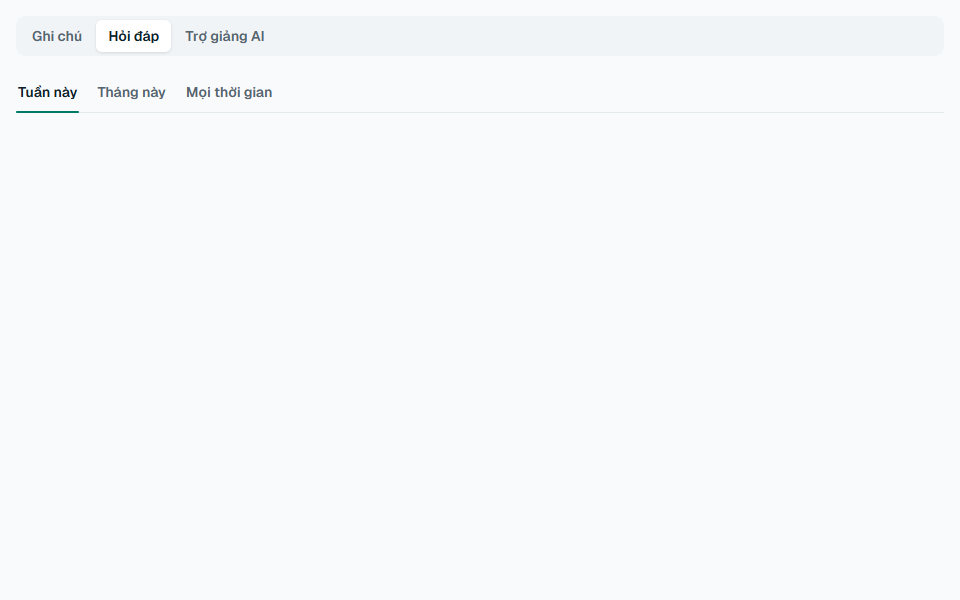 Ghi chú Hỏi đáp Trợ giảng AI
Tuần này Tháng này Mọi thời gian